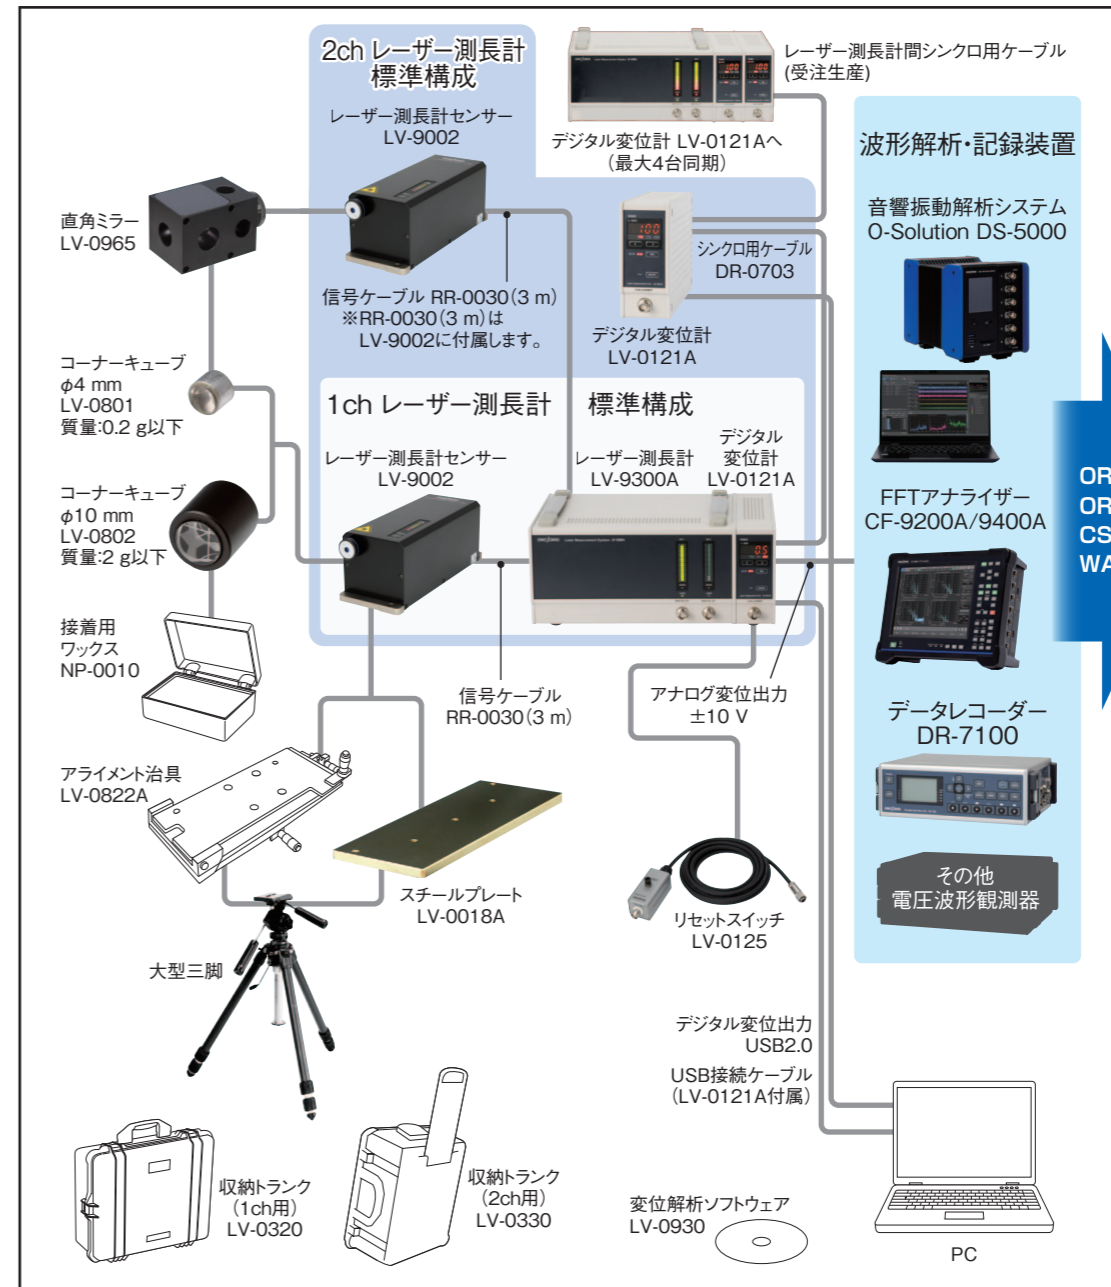 2ch レーザー測長計
標準構成
レーザー測長計センサー
LV-9002
レーザー測長計間シンクロ用ケーブル
(受注生産)
デジタル変位計 LV-0121Aへ
(最大4台同期)
直角ミラー
LV-0965
信号ケーブル RR-0030(3 m)
※RR-0030(3 m)は
LV-9002に付属します。
シンクロ用ケーブル
DR-0703
デジタル変位計
LV-0121A
コーナーキューブ
φ4 mm
LV-0801
質量:0.2 g以下
1ch レーザー測長計 標準構成
レーザー測長計センサー
LV-9002
レーザー測長計
LV-9300A
デジタル
変位計
LV-0121A
コーナーキューブ
φ10 mm
LV-0802
質量:2 g以下
接着用
ワックス
NP-0010
信号ケーブル
RR-0030(3 m)
アナログ変位出力
±10 V
アライメント治具
LV-0822A
スチールプレート
LV-0018A
大型三脚
リセットスイッチ
LV-0125
デジタル変位出力
USB2.0
USB接続ケーブル
(LV-0121A付属)
収納トランク
(1ch用)
LV-0320
収納トランク
(2ch用)
LV-0330
変位解析ソフトウェア
LV-0930
PC
波形解析・記録装置
音響振動解析システム
O-Solution DS-5000
FFTアナライザー
CF-9200A/9400A
データレコーダー
DR-7100
その他
電圧波形観測器
OR
OR
CS
WA